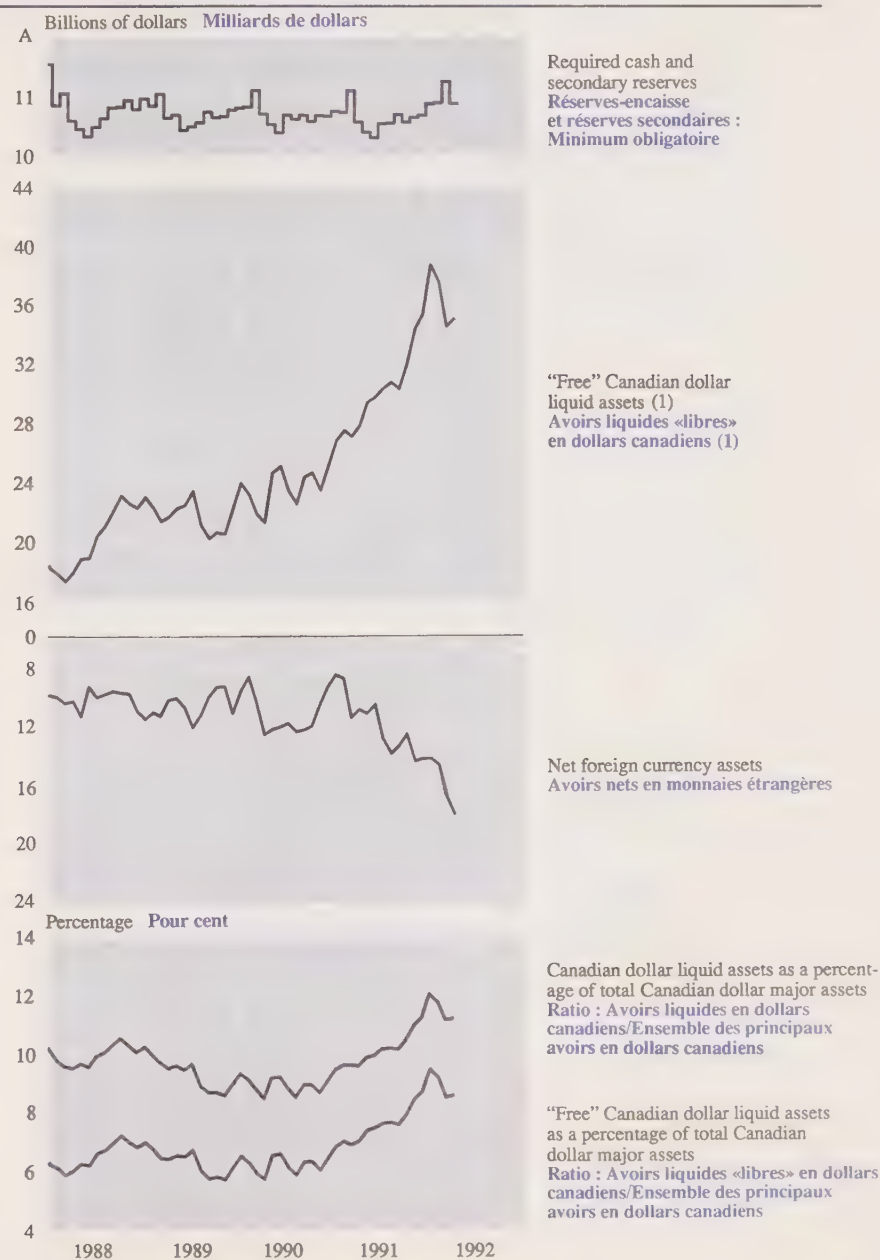 Billions of dollars Milliards de dollars
A
11
10
Required cash and
secondary reserves
Réserves-encaisse
et réserves secondaires :
Minimum obligatoire
44
40
36
32
28
24
20
16
"Free" Canadian dollar
liquid assets (1)
Avoirs liquides «libres»
en dollars canadiens (1)
0
8
12
16
20
24
Net foreign currency assets
Avoirs nets en monnaies étrangères
Percentage Pour cent
14
12
10
8
6
4
Canadian dollar liquid assets as a percent-
age of total Canadian dollar major assets
Ratio : Avoirs liquides en dollars
canadiens/Ensemble des principaux
avoirs en dollars canadiens
"Free" Canadian dollar liquid assets
as a percentage of total Canadian
dollar major assets
Ratio : Avoirs liquides «libres» en dollars
canadiens/Ensemble des principaux
avoirs en dollars canadiens
1988 1989 1990 1991 1992